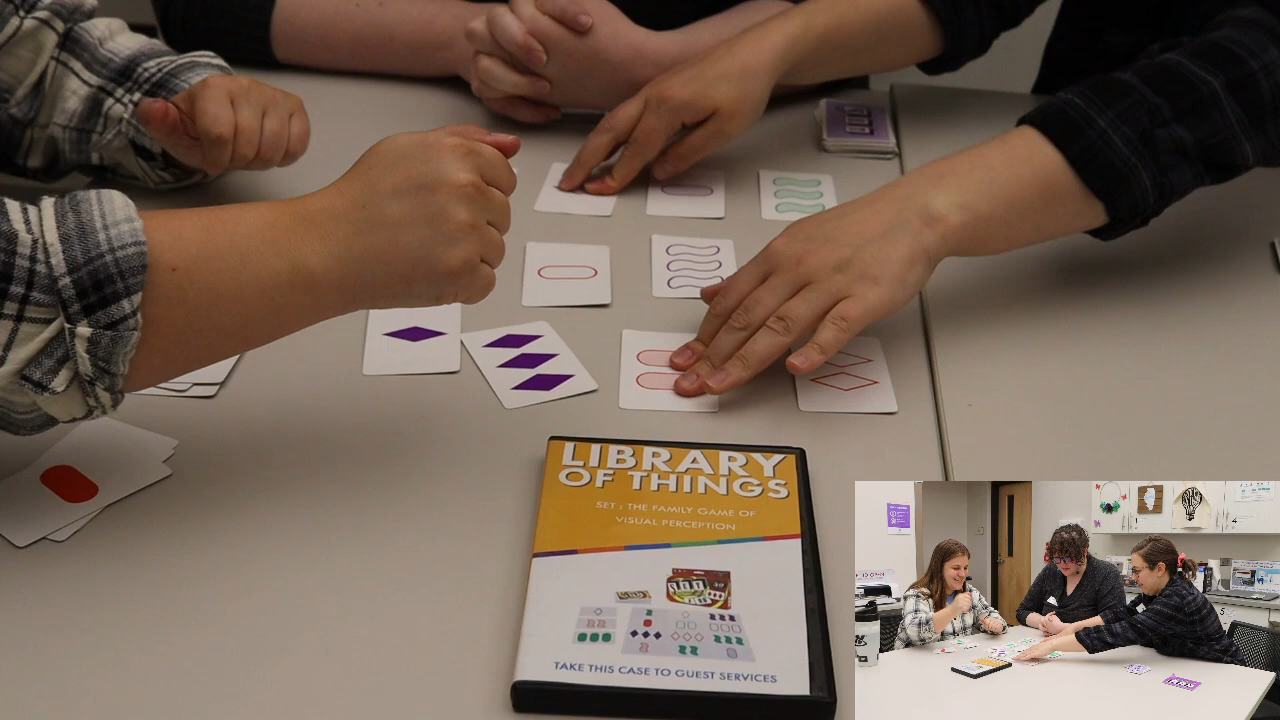 LIBRARY
OF THINGS
SET : THE FAMILY GAME OF
VISUAL PERCEPTION
TAKE THIS CASE TO GUEST SERVICES